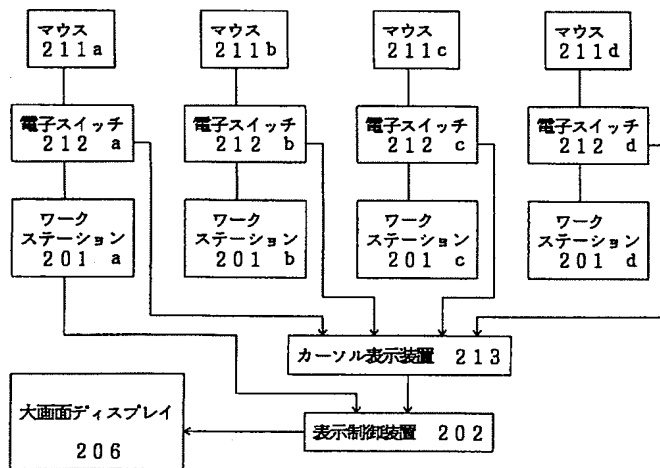 マウス
211a
マウス
211b
マウス
211c
マウス
211d
電子スイッチ
212 a
電子スイッチ
212 b
電子スイッチ
212 c
電子スイッチ
212 d
ワーク
ステーション
201 a
ワーク
ステーション
201 b
ワーク
ステーション
201 c
ワーク
ステーション
201 d
カーソル表示装置 213
大画面ディスプレイ
206
表示制御装置 202